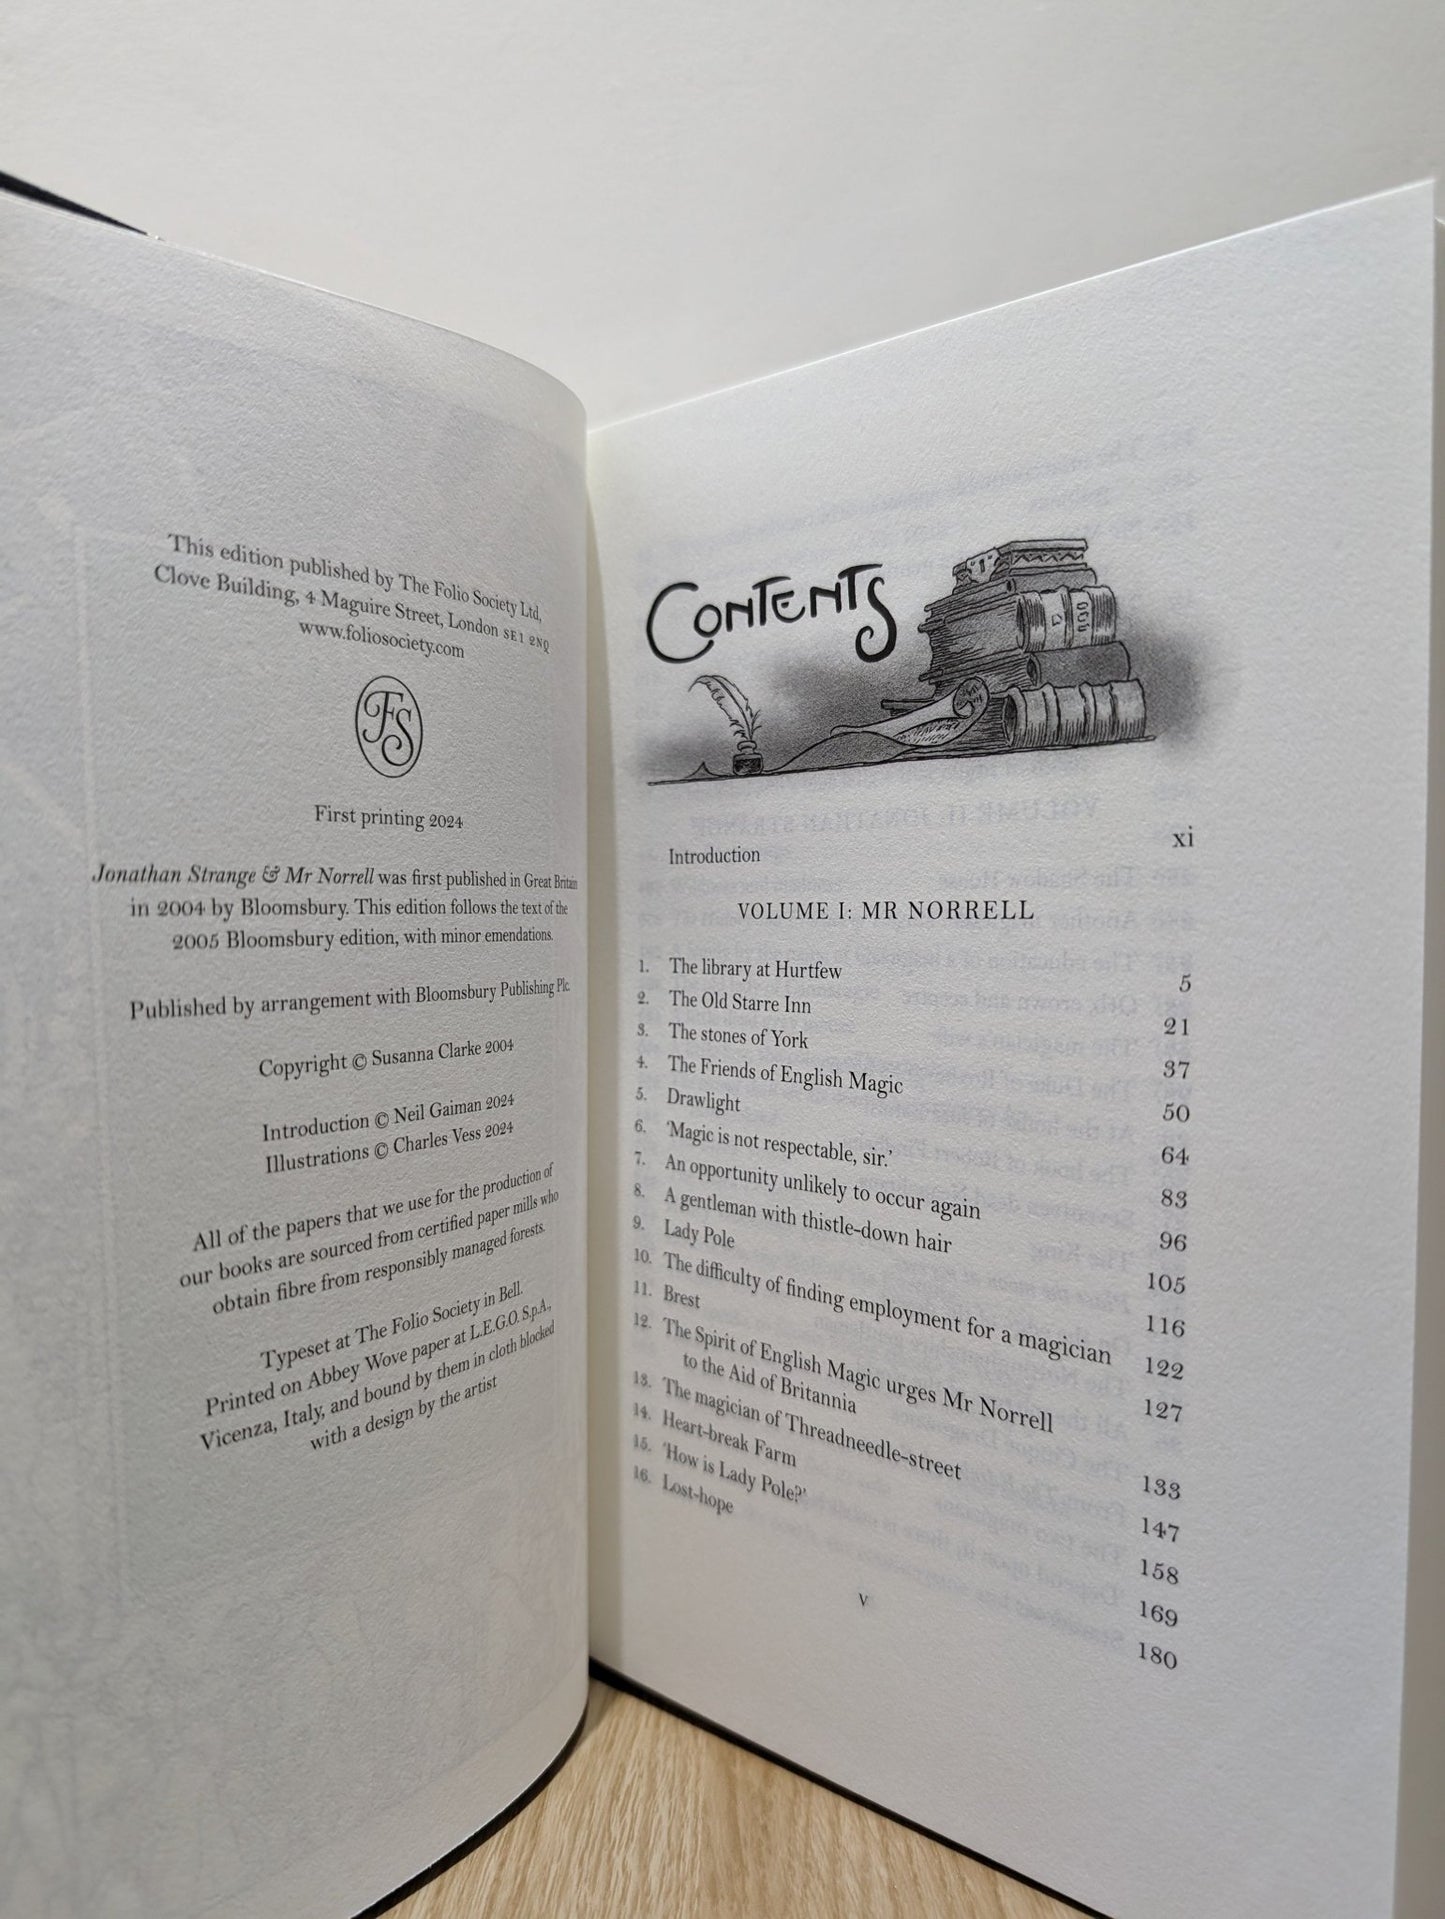 This edition published by The Folio Society Ltd,
Clove Building, 4 Maguire Street, London SE1 2NQ
www.foliosociety.com
FS
First printing 2024
Jonathan Strange & Mr Norrell was first published in Great Britain
in 2004 by Bloomsbury. This edition follows the text of the
2005 Bloomsbury edition, with minor emendations.
Published by arrangement with Bloomsbury Publishing Plc.
Copyright © Susanna Clarke 2004
Introduction © Neil Gaiman 2024
Illustrations © Charles Vess 2024
All of the papers that we use for the production of
our books are sourced from certified paper mills who
obtain fibre from responsibly managed forests.
Typeset at The Folio Society in Bell.
Printed on Abbey Wove paper at L.E.G.O. S.p.A.,
Vicenza, Italy, and bound by them in cloth blocked
with a design by the artist
Contents
Introduction xi
VOLUME I: MR NORRELL
1. The library at Hurtfew 5
2. The Old Starre Inn 21
3. The stones of York 37
4. The Friends of English Magic 50
5. Drawlight 64
6. 'Magic is not respectable, sir.' 83
7. An opportunity unlikely to occur again 96
8. A gentleman with thistle-down hair 105
9. Lady Pole 116
10. The difficulty of finding employment for a magician 122
11. Brest 127
12. The Spirit of English Magic urges Mr Norrell
to the Aid of Britannia 133
13. The magician of Threadneedle-street 147
14. Heart-break Farm 158
15. 'How is Lady Pole?' 169
16. Lost-hope 180
v